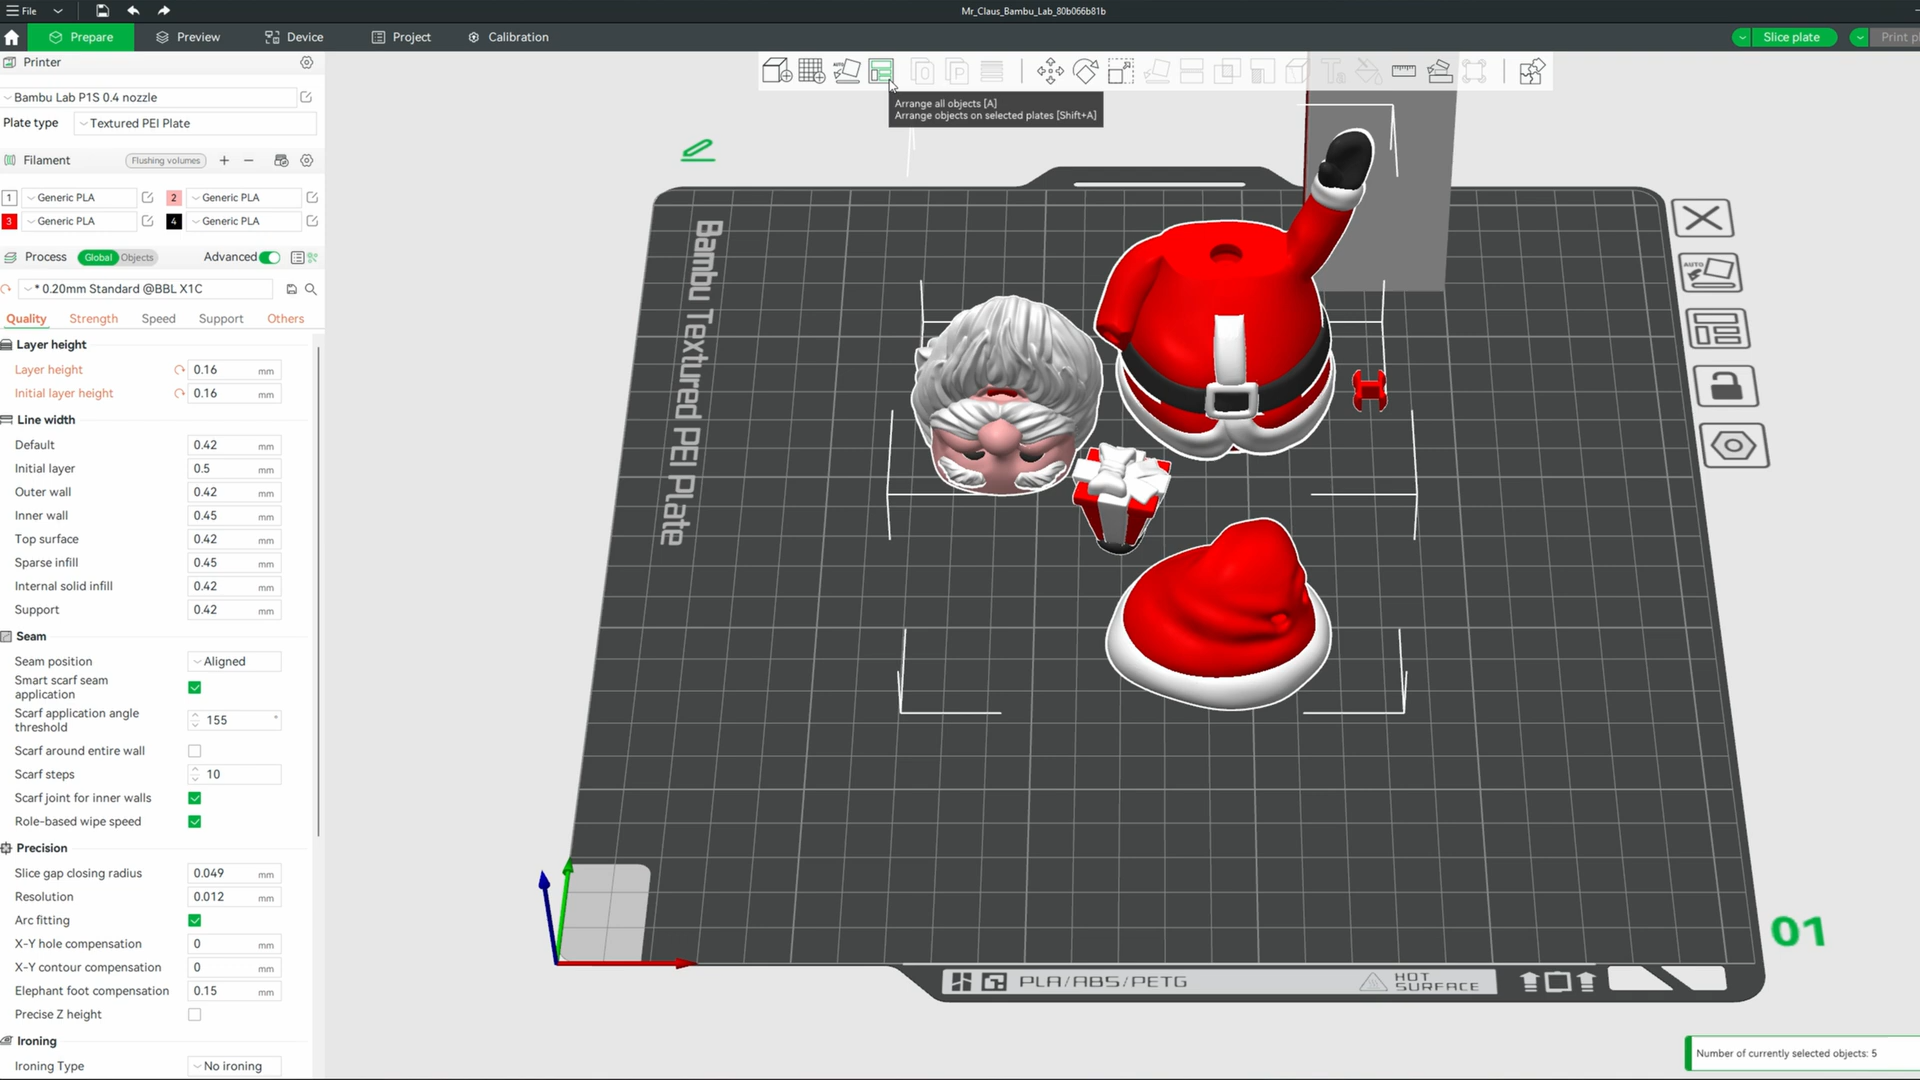 File
Mr_Claus_Bambu_Lab_80b066b81b
Prepare
Preview
Device
Project
Calibration
Slice plate
Printer
Bambu Lab P1S 0.4 nozzle
Plate type
Textured PEI Plate
Filament
Flushing volumes
1 Generic PLA
2 Generic PLA
3 Generic PLA
4 Generic PLA
Process
Global
Objects
Advanced
* 0.20mm Standard @BBL X1C
Quality
Strength
Speed
Support
Others
Layer height
Layer height 0.16 mm
Initial layer height 0.16 mm
Line width
Default 0.42 mm
Initial layer 0.5 mm
Outer wall 0.42 mm
Inner wall 0.45 mm
Top surface 0.42 mm
Sparse infill 0.45 mm
Internal solid infill 0.42 mm
Support 0.42 mm
Seam
Seam position Aligned
Smart scarf seam
application
Scarf application angle
threshold 155 °
Scarf around entire wall
Scarf steps 10
Scarf joint for inner walls
Role-based wipe speed
Precision
Slice gap closing radius 0.049 mm
Resolution 0.012 mm
Arc fitting
X-Y hole compensation 0 mm
X-Y contour compensation 0 mm
Elephant foot compensation 0.15 mm
Precise Z height
Ironing
Ironing Type No ironing
Arrange all objects [A]
Arrange objects on selected plates [Shift+A]
Bambu Textured PEI Plate
AUTO
01
PLA/ABS/PETG
HOT
SURFACE
Number of currently selected objects: 5